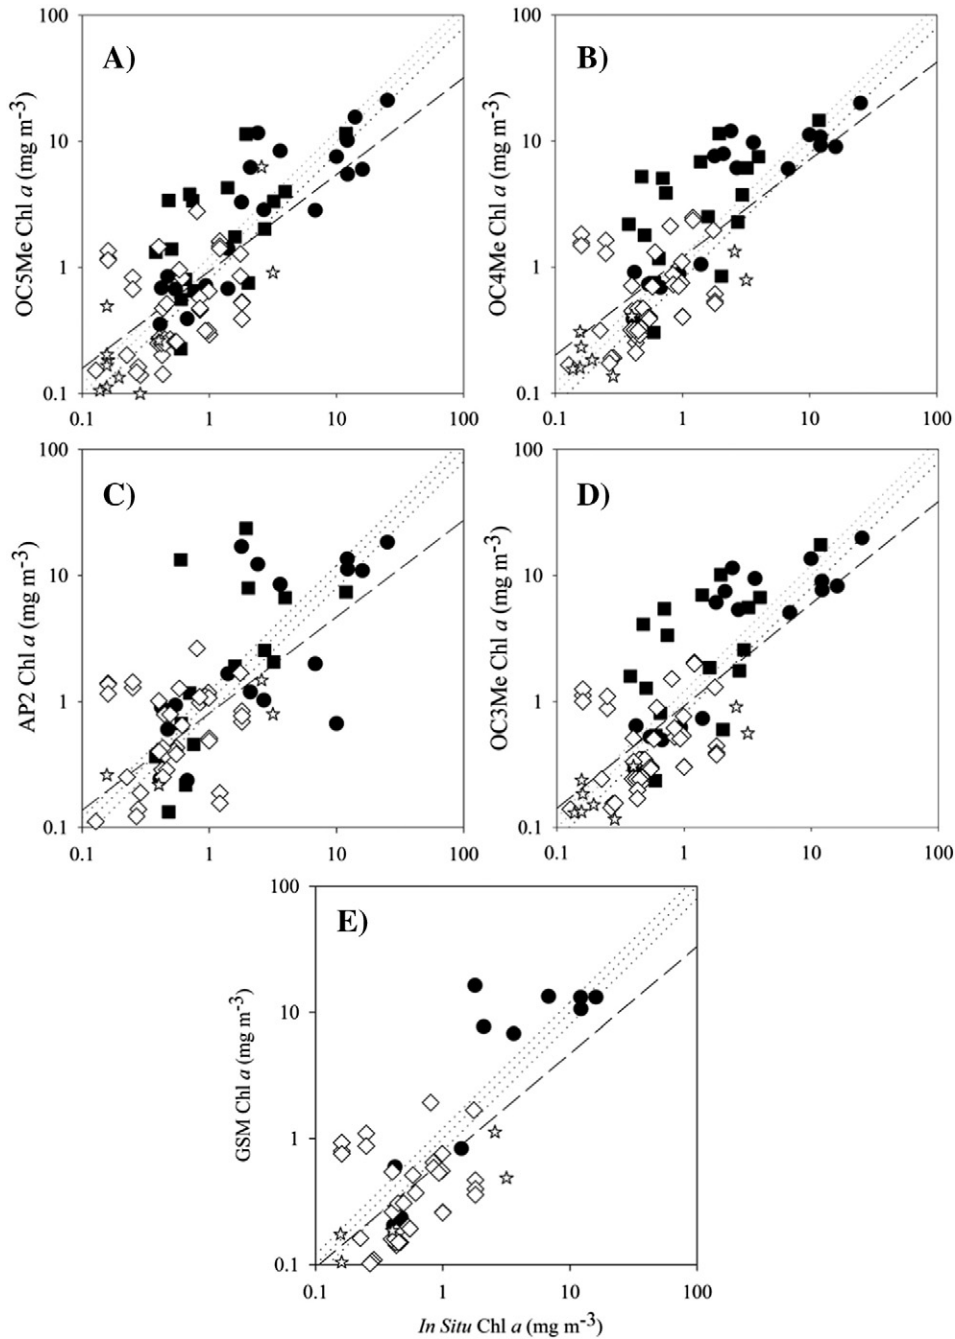 100
A)
10
OC5Me Chl a (mg m-3)
1
0.1
0.1 1 10 100
100
B)
10
OC4Me Chl a (mg m-3)
1
0.1
0.1 1 10 100
100
C)
10
AP2 Chl a (mg m-3)
1
0.1
0.1 1 10 100
100
D)
10
OC3Me Chl a (mg m-3)
1
0.1
0.1 1 10 100
100
E)
10
GSM Chl a (mg m-3)
1
0.1
0.1 1 10 100
In Situ Chl a (mg m-3)